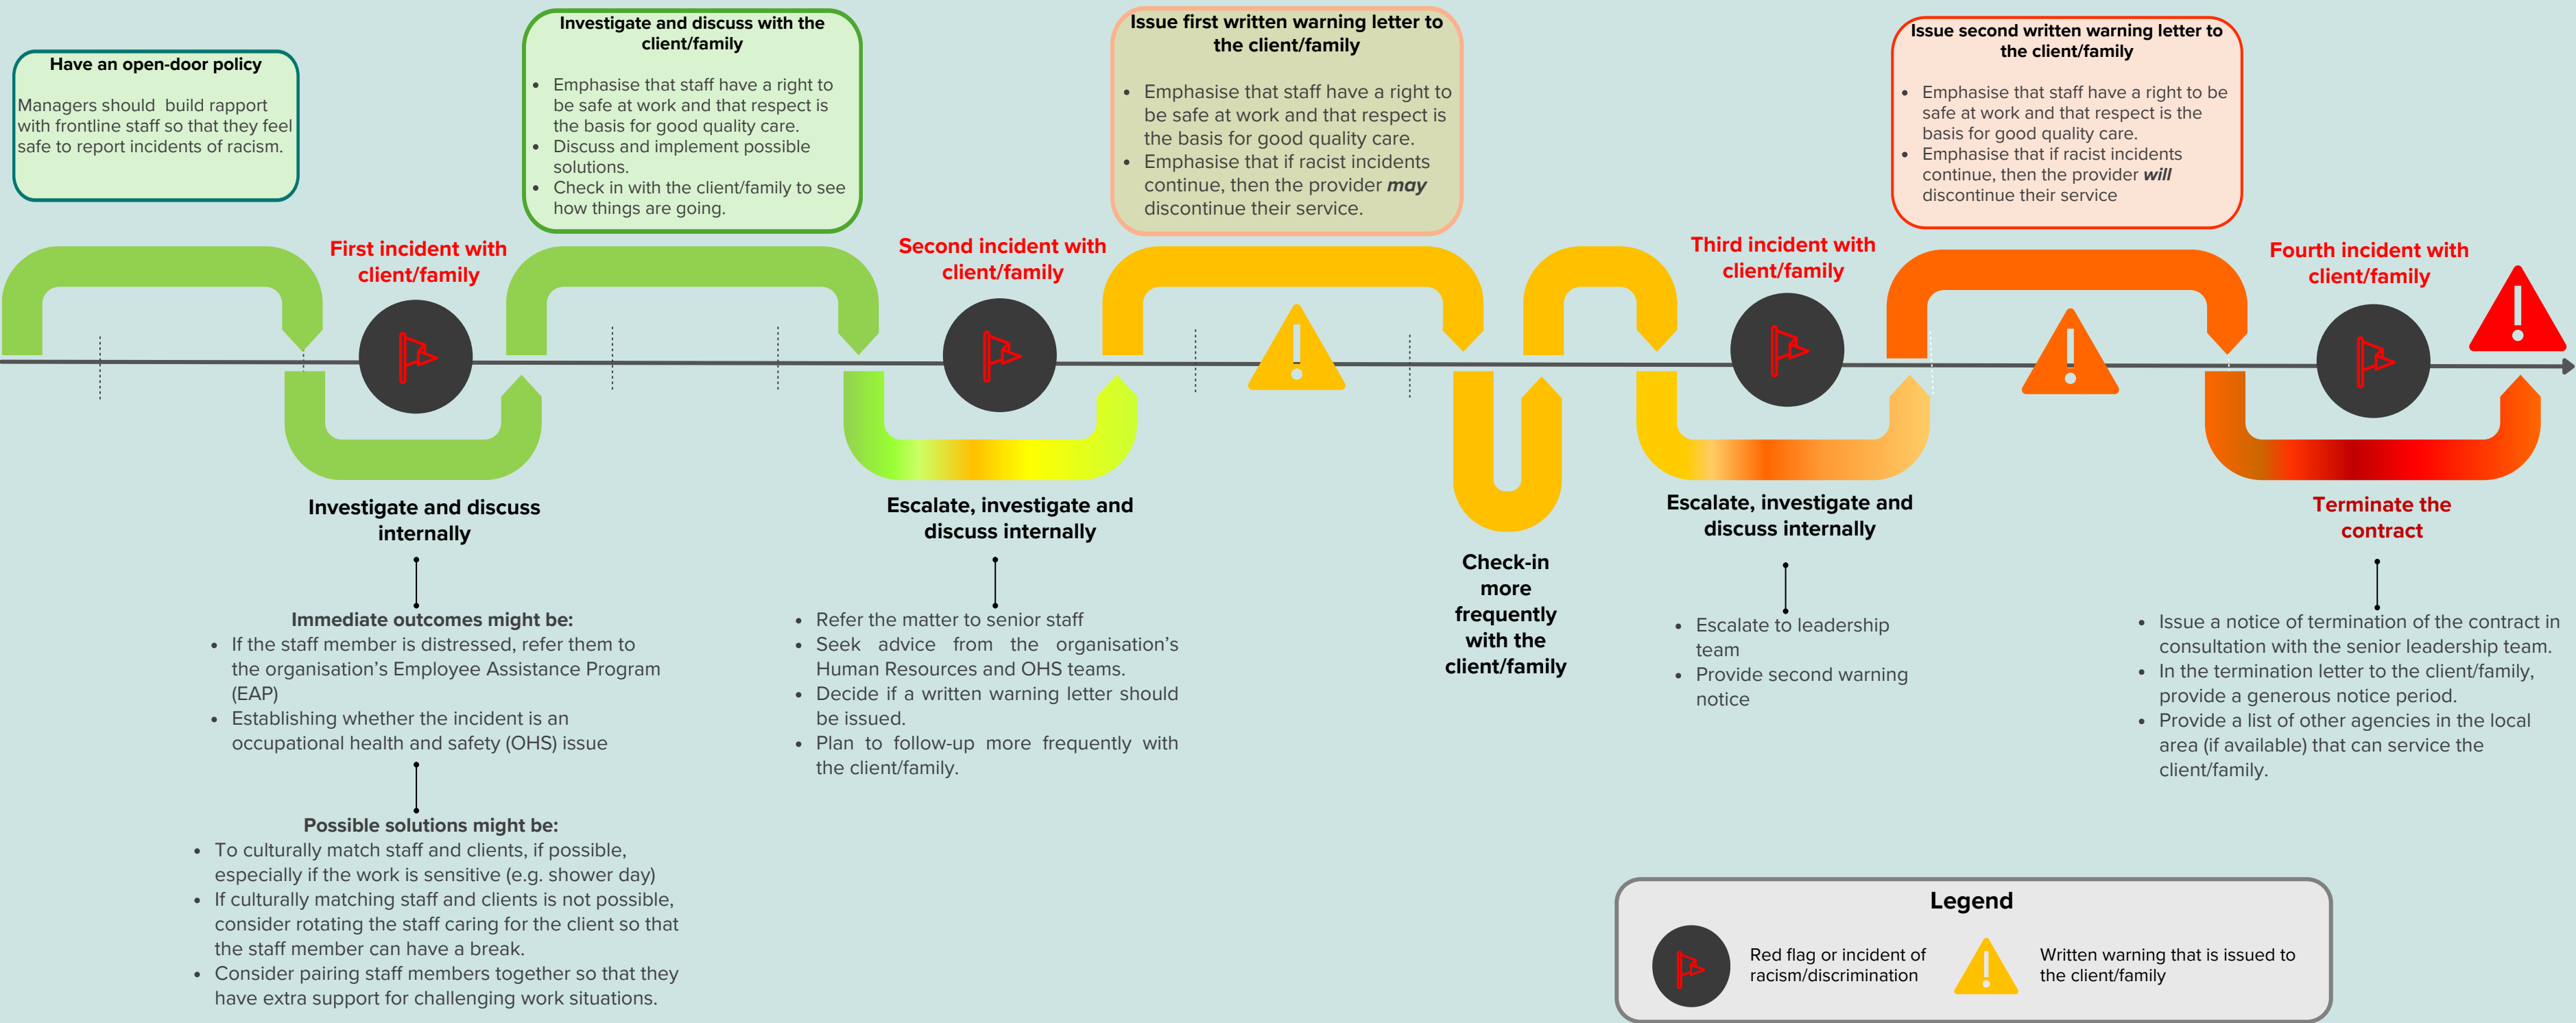 Have an open-door policy
Managers should build rapport
with frontline staff so that they feel
safe to report incidents of racism.
Investigate and discuss with the
client/family
• Emphasise that staff have a right to
be safe at work and that respect is
the basis for good quality care.
• Discuss and implement possible
solutions.
• Check in with the client/family to see
how things are going.
Issue first written warning letter to
the client/family
• Emphasise that staff have a right to
be safe at work and that respect is
the basis for good quality care.
• Emphasise that if racist incidents
continue, then the provider may
discontinue their service.
Issue second written warning letter to
the client/family
• Emphasise that staff have a right to be
safe at work and that respect is the
basis for good quality care.
• Emphasise that if racist incidents
continue, then the provider will
discontinue their service
First incident with
client/family
Second incident with
client/family
Third incident with
client/family
Fourth incident with
client/family
Investigate and discuss
internally
Immediate outcomes might be:
• If the staff member is distressed, refer them to
the organisation's Employee Assistance Program
(EAP)
• Establishing whether the incident is an
occupational health and safety (OHS) issue
Possible solutions might be:
• To culturally match staff and clients, if possible,
especially if the work is sensitive (e.g. shower day)
• If culturally matching staff and clients is not possible,
consider rotating the staff caring for the client so that
the staff member can have a break.
• Consider pairing staff members together so that they
have extra support for challenging work situations.
Escalate, investigate and
discuss internally
• Refer the matter to senior staff
• Seek advice from the organisation's
Human Resources and OHS teams.
• Decide if a written warning letter should
be issued.
• Plan to follow-up more frequently with
the client/family.
Check-in
more
frequently
with the
client/family
Escalate, investigate and
discuss internally
• Escalate to leadership
team
• Provide second warning
notice
Terminate the
contract
• Issue a notice of termination of the contract in
consultation with the senior leadership team.
• In the termination letter to the client/family,
provide a generous notice period.
• Provide a list of other agencies in the local
area (if available) that can service the
client/family.
Legend
Red flag or incident of
racism/discrimination
Written warning that is issued to
the client/family